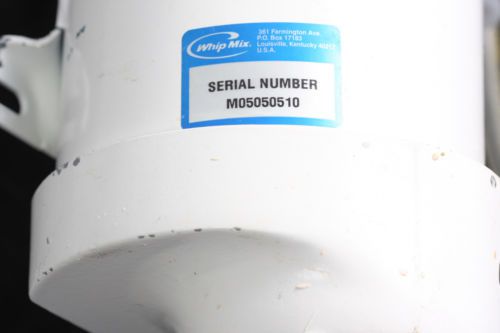 Whip Mix.
361 Farmington Ave.
P.O. Box 17183
Louisville, Kentucky 40217
U.S.A.
SERIAL NUMBER
M05050510